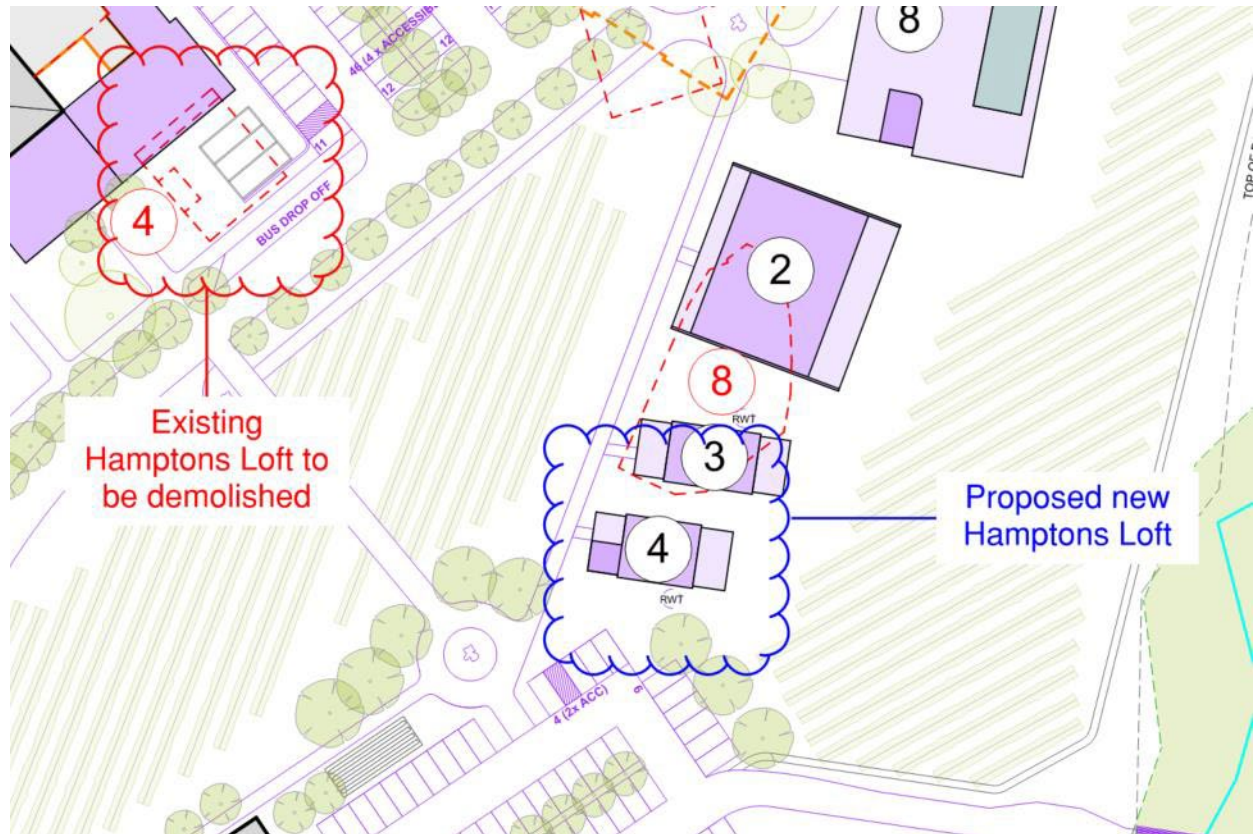 46 (4 x ACCESSIB
12
12
8
11
TOP OF
4
BUS DROP OFF
2
8
RWT
3
Existing
Hamptons Loft to
be demolished
Proposed new
Hamptons Loft
4
RWT
4 (2x ACC)
6